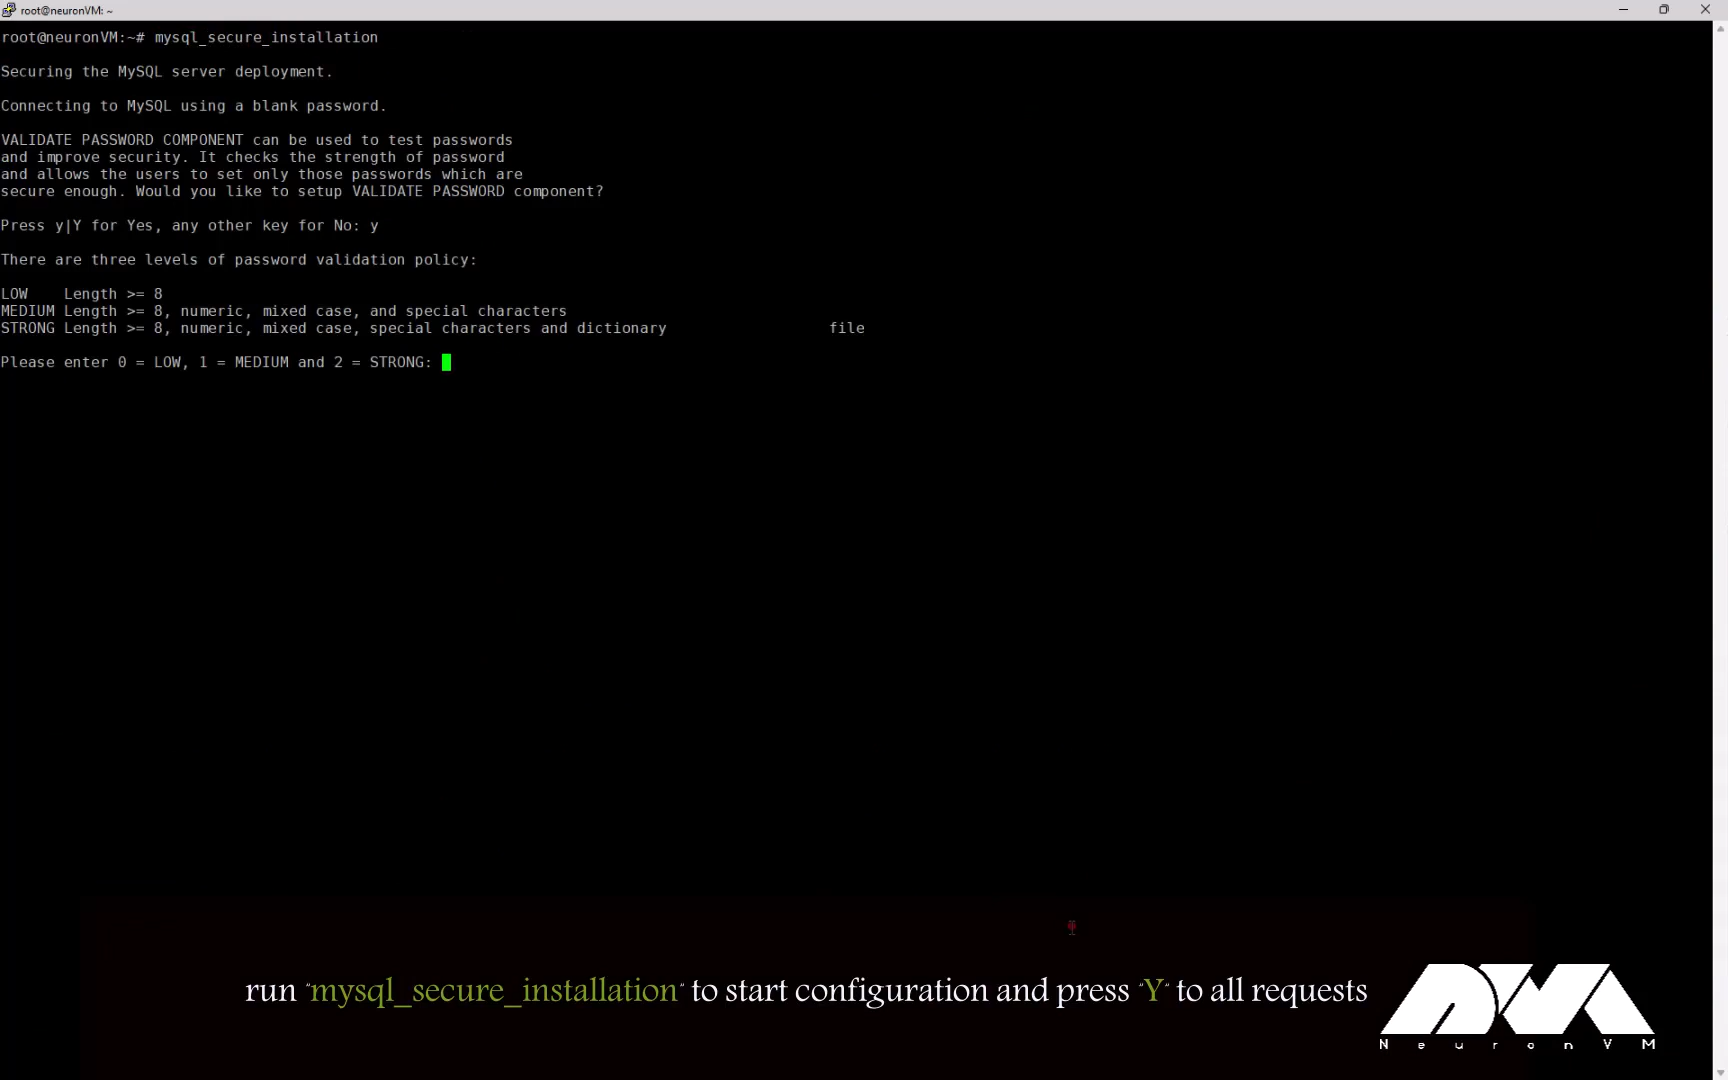 root@neuronVM: ~
root@neuronVM:~# mysql_secure_installation
Securing the MySQL server deployment.
Connecting to MySQL using a blank password.
VALIDATE PASSWORD COMPONENT can be used to test passwords
and improve security. It checks the strength of password
and allows the users to set only those passwords which are
secure enough. Would you like to setup VALIDATE PASSWORD component?
Press y|Y for Yes, any other key for No: y
There are three levels of password validation policy:
LOW    Length >= 8
MEDIUM Length >= 8, numeric, mixed case, and special characters
STRONG Length >= 8, numeric, mixed case, special characters and dictionary                  file
Please enter 0 = LOW, 1 = MEDIUM and 2 = STRONG:
run "mysql_secure_installation" to start configuration and press "Y" to all requests
NeuronVM